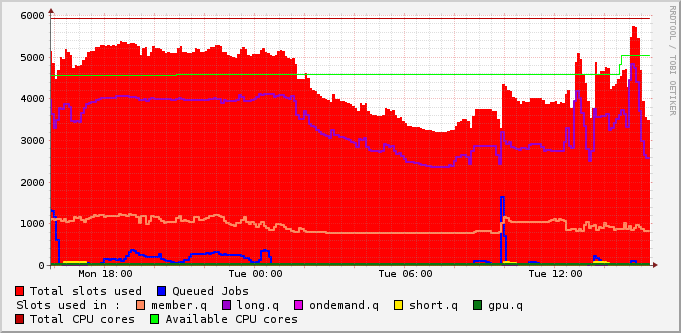 RRDTOOL / TOBI OETIKER
6000
5000
4000
3000
2000
1000
0
Mon 18:00 Tue 00:00 Tue 06:00 Tue 12:00
Total slots used Queued Jobs
Slots used in : member.q long.q ondemand.q short.q gpu.q
Total CPU cores Available CPU cores